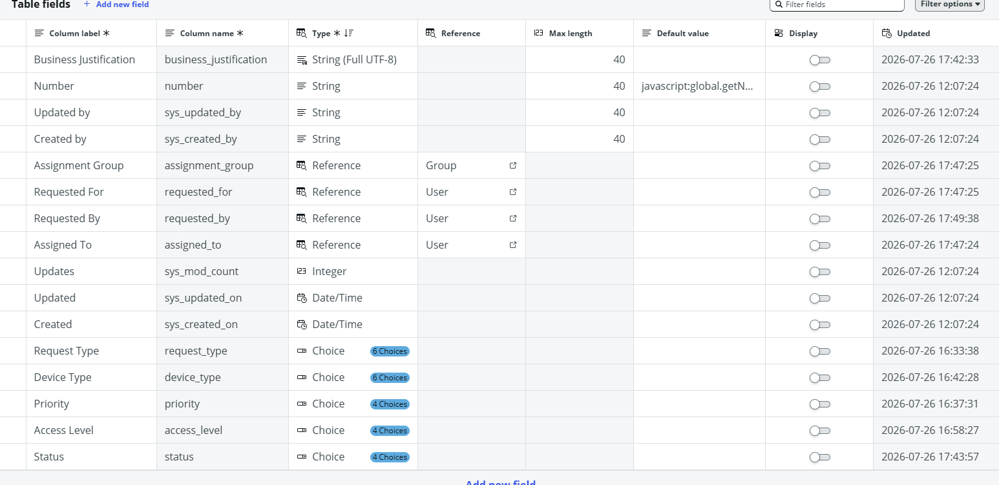 Table fields + Add new field Filter fields Filter options
Column label * Column name * Type * Reference Max length Default value Display Updated
Business Justification business_justification String (Full UTF-8) 40 2026-07-26 17:42:33
Number number String 40 javascript:global.getN... 2026-07-26 12:07:24
Updated by sys_updated_by String 40 2026-07-26 12:07:24
Created by sys_created_by String 40 2026-07-26 12:07:24
Assignment Group assignment_group Reference Group 2026-07-26 17:47:25
Requested For requested_for Reference User 2026-07-26 17:47:25
Requested By requested_by Reference User 2026-07-26 17:49:38
Assigned To assigned_to Reference User 2026-07-26 17:47:24
Updates sys_mod_count Integer 2026-07-26 12:07:24
Updated sys_updated_on Date/Time 2026-07-26 12:07:24
Created sys_created_on Date/Time 2026-07-26 12:07:24
Request Type request_type Choice 6 Choices 2026-07-26 16:33:38
Device Type device_type Choice 6 Choices 2026-07-26 16:42:28
Priority priority Choice 4 Choices 2026-07-26 16:37:31
Access Level access_level Choice 4 Choices 2026-07-26 16:58:27
Status status Choice 4 Choices 2026-07-26 17:43:57
Add new field